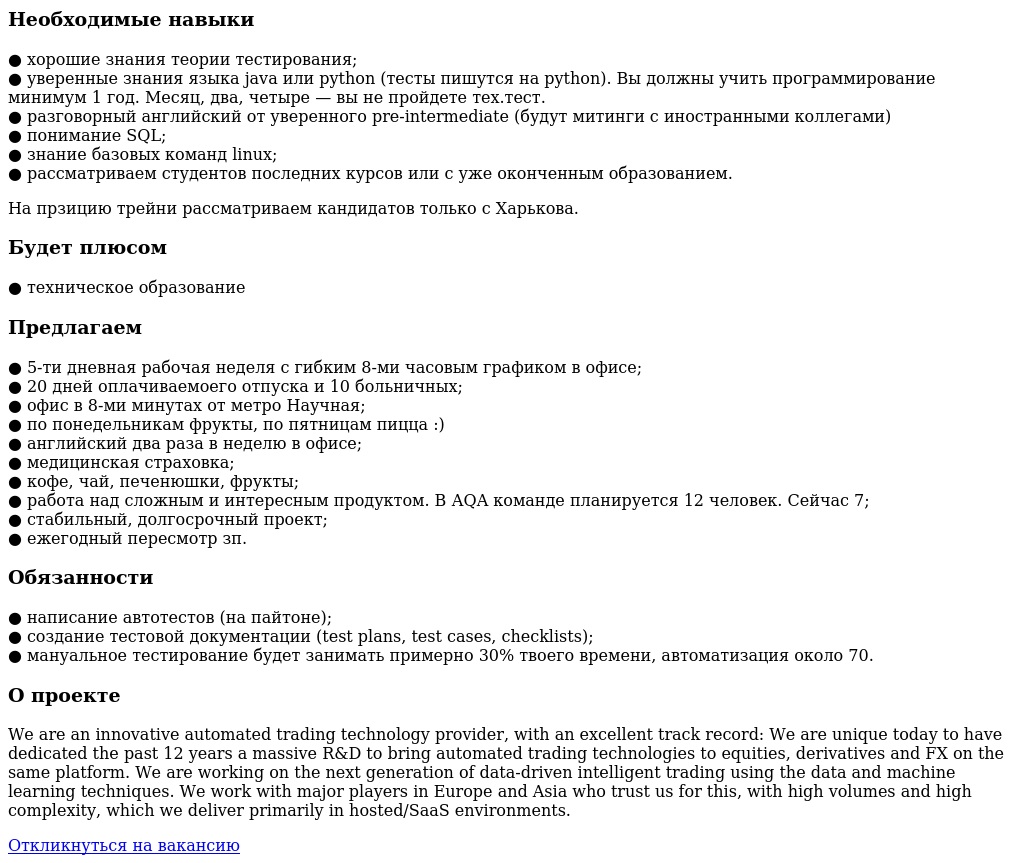 Необходимые навыки
● хорошие знания теории тестирования;
● уверенные знания языка java или python (тесты пишутся на python). Вы должны учить программирование
минимум 1 год. Месяц, два, четыре — вы не пройдете тех.тест.
● разговорный английский от уверенного pre-intermediate (будут митинги с иностранными коллегами)
● понимание SQL;
● знание базовых команд linux;
● рассматриваем студентов последних курсов или с уже оконченным образованием.
На прзицию трейни рассматриваем кандидатов только с Харькова.
Будет плюсом
● техническое образование
Предлагаем
● 5-ти дневная рабочая неделя с гибким 8-ми часовым графиком в офисе;
● 20 дней оплачиваемоего отпуска и 10 больничных;
● офис в 8-ми минутах от метро Научная;
● по понедельникам фрукты, по пятницам пицца :)
● английский два раза в неделю в офисе;
● медицинская страховка;
● кофе, чай, печенюшки, фрукты;
● работа над сложным и интересным продуктом. В AQA команде планируется 12 человек. Сейчас 7;
● стабильный, долгосрочный проект;
● ежегодный пересмотр зп.
Обязанности
● написание автотестов (на пайтоне);
● создание тестовой документации (test plans, test cases, checklists);
● мануальное тестирование будет занимать примерно 30% твоего времени, автоматизация около 70.
О проекте
We are an innovative automated trading technology provider, with an excellent track record: We are unique today to have
dedicated the past 12 years a massive R&D to bring automated trading technologies to equities, derivatives and FX on the
same platform. We are working on the next generation of data-driven intelligent trading using the data and machine
learning techniques. We work with major players in Europe and Asia who trust us for this, with high volumes and high
complexity, which we deliver primarily in hosted/SaaS environments.
Откликнуться на вакансию